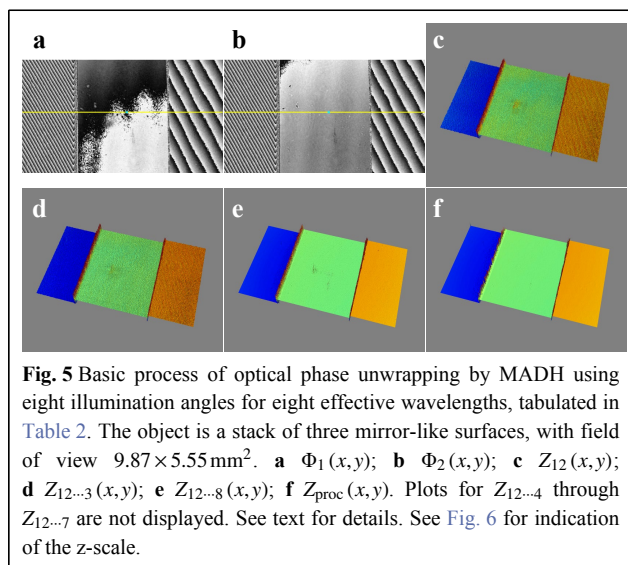 a
b
c
d
e
f
Fig. 5 Basic process of optical phase unwrapping by MADH using
eight illumination angles for eight effective wavelengths, tabulated in
Table 2. The object is a stack of three mirror-like surfaces, with field
of view 9.87 × 5.55 mm². a Φ₁(x, y); b Φ₂(x, y); c Z₁₂(x, y);
d Z₁₂...₃(x, y); e Z₁₂...₈(x, y); f Zproc(x, y). Plots for Z₁₂...₄ through
Z₁₂...₇ are not displayed. See text for details. See Fig. 6 for indication
of the z-scale.